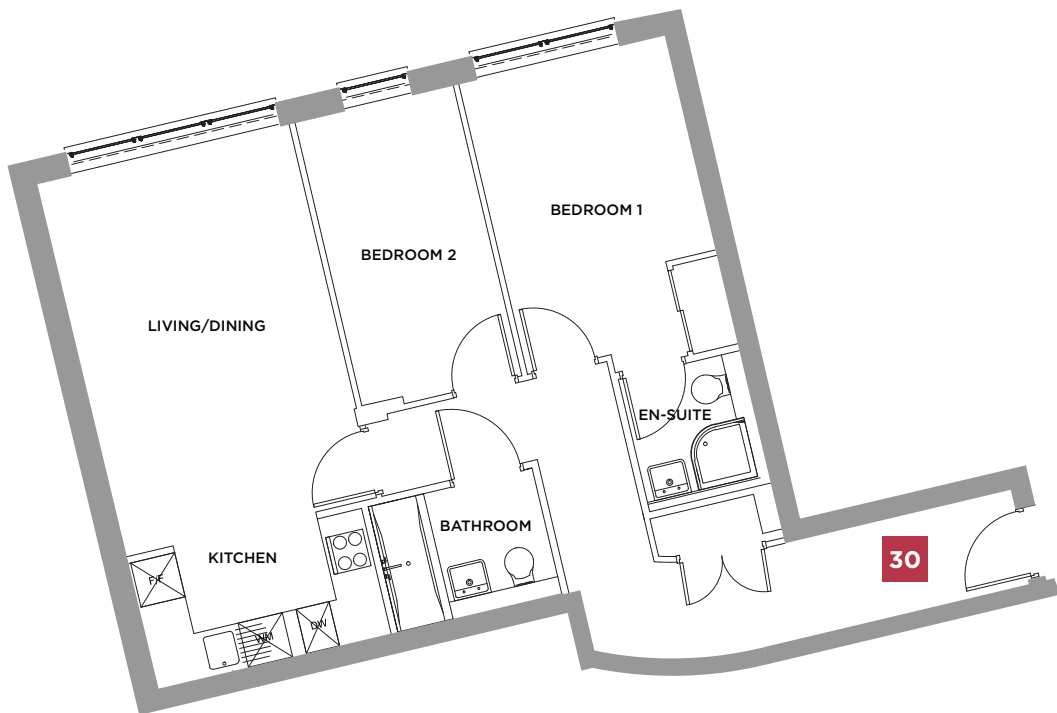 BEDROOM 1
BEDROOM 2
LIVING/DINING
EN-SUITE
BATHROOM
KITCHEN
30
F/F
WM
DW